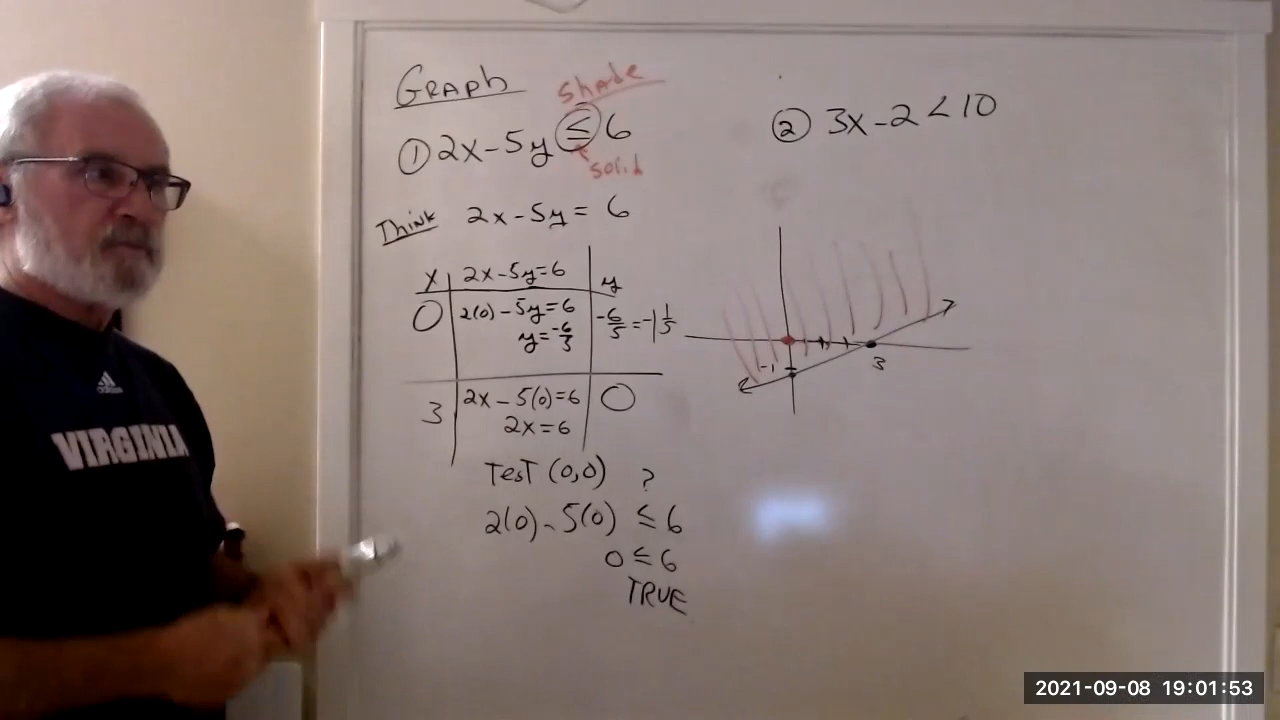 GRAPH
shade
① 2x-5y ≤ 6
solid
Think 2x-5y = 6
x 2x-5y=6 y
0 2(0)-5y=6 -6/5=-1 1/5
y=-6/5
3 2x-5(0)=6 0
2x=6
TesT (0,0) ?
2(0)-5(0) ≤ 6
0 ≤ 6
TRUE
② 3x-2<10
-1
3
adidas
VIRGINIA
2021-09-08 19:01:53